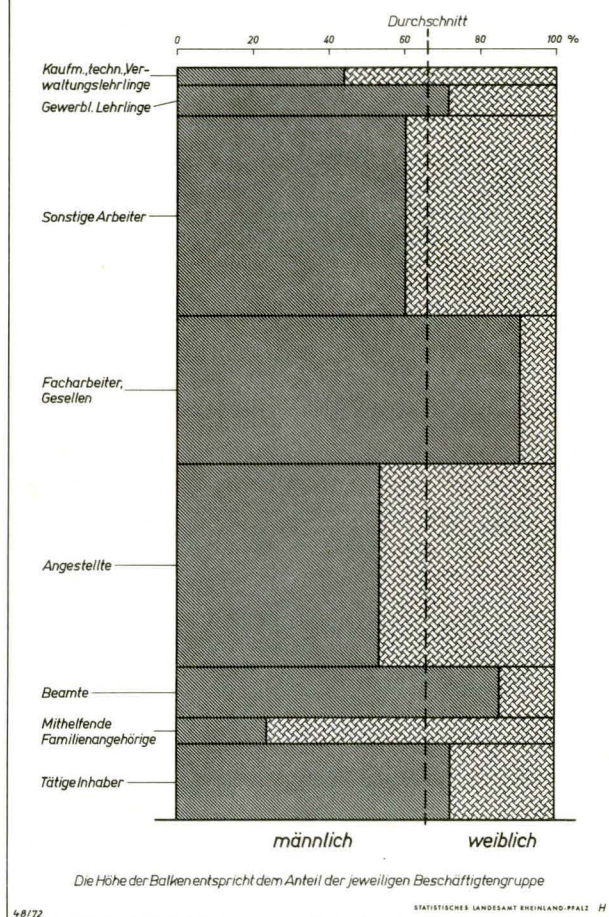 Durchschnitt
0 20 40 60 80 100 %
Kaufm., techn., Ver-
waltungslehrlinge
Gewerbl. Lehrlinge
Sonstige Arbeiter
Facharbeiter,
Gesellen
Angestellte
Beamte
Mithelfende
Familienangehörige
Tätige Inhaber
männlich weiblich
Die Höhe der Balken entspricht dem Anteil der jeweiligen Beschäftigtengruppe
48/72 STATISTISCHES LANDESAMT RHEINLAND-PFALZ H